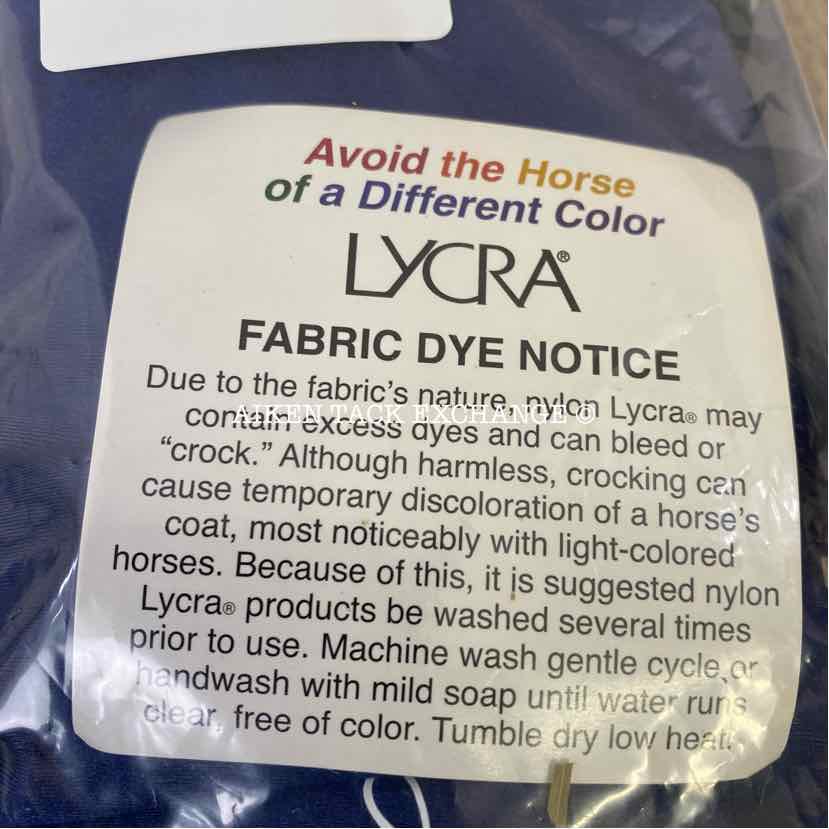 Avoid the Horse
of a Different Color
LYCRA®
FABRIC DYE NOTICE
Due to the fabric's nature, nylon Lycra® may
contain excess dyes and can bleed or
"crock." Although harmless, crocking can
cause temporary discoloration of a horse's
coat, most noticeably with light-colored
horses. Because of this, it is suggested nylon
Lycra® products be washed several times
prior to use. Machine wash gentle cycle, or
handwash with mild soap until water runs
clear, free of color. Tumble dry low heat.
AIKEN TACK EXCHANGE ©